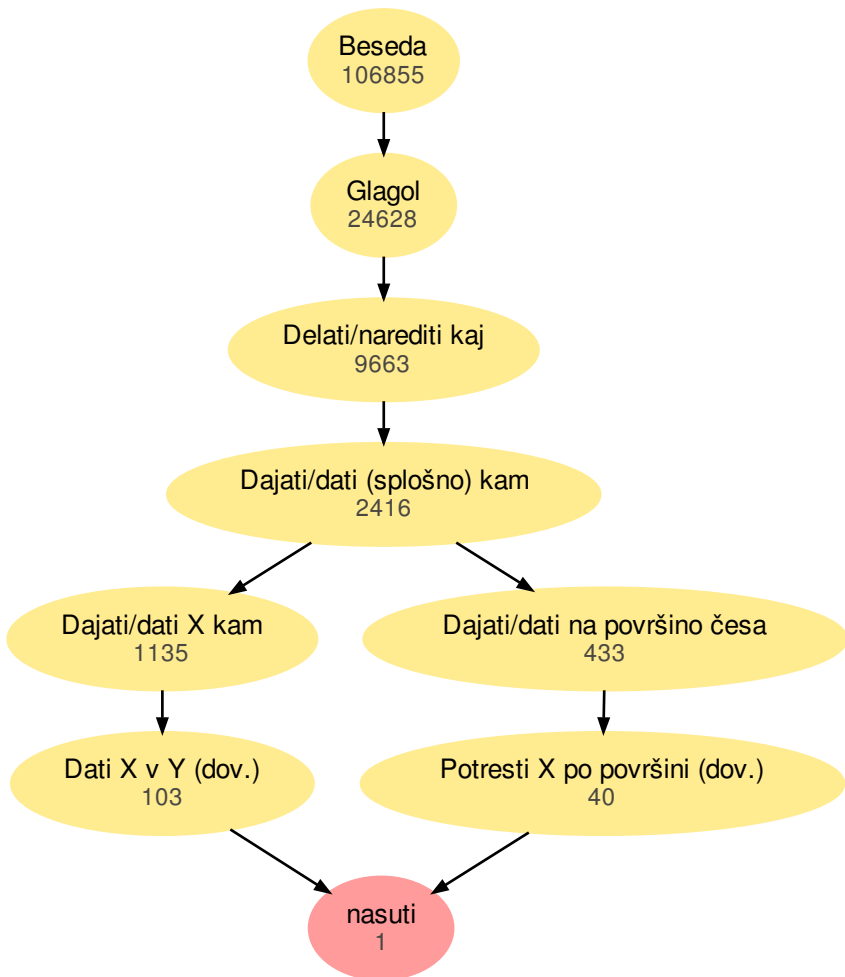 Beseda
106855
Glagol
24628
Delati/narediti kaj
9663
Dajati/dati (splošno) kam
2416
Dajati/dati X kam
1135
Dajati/dati na površino česa
433
Dati X v Y (dov.)
103
Potresti X po površini (dov.)
40
nasuti
1